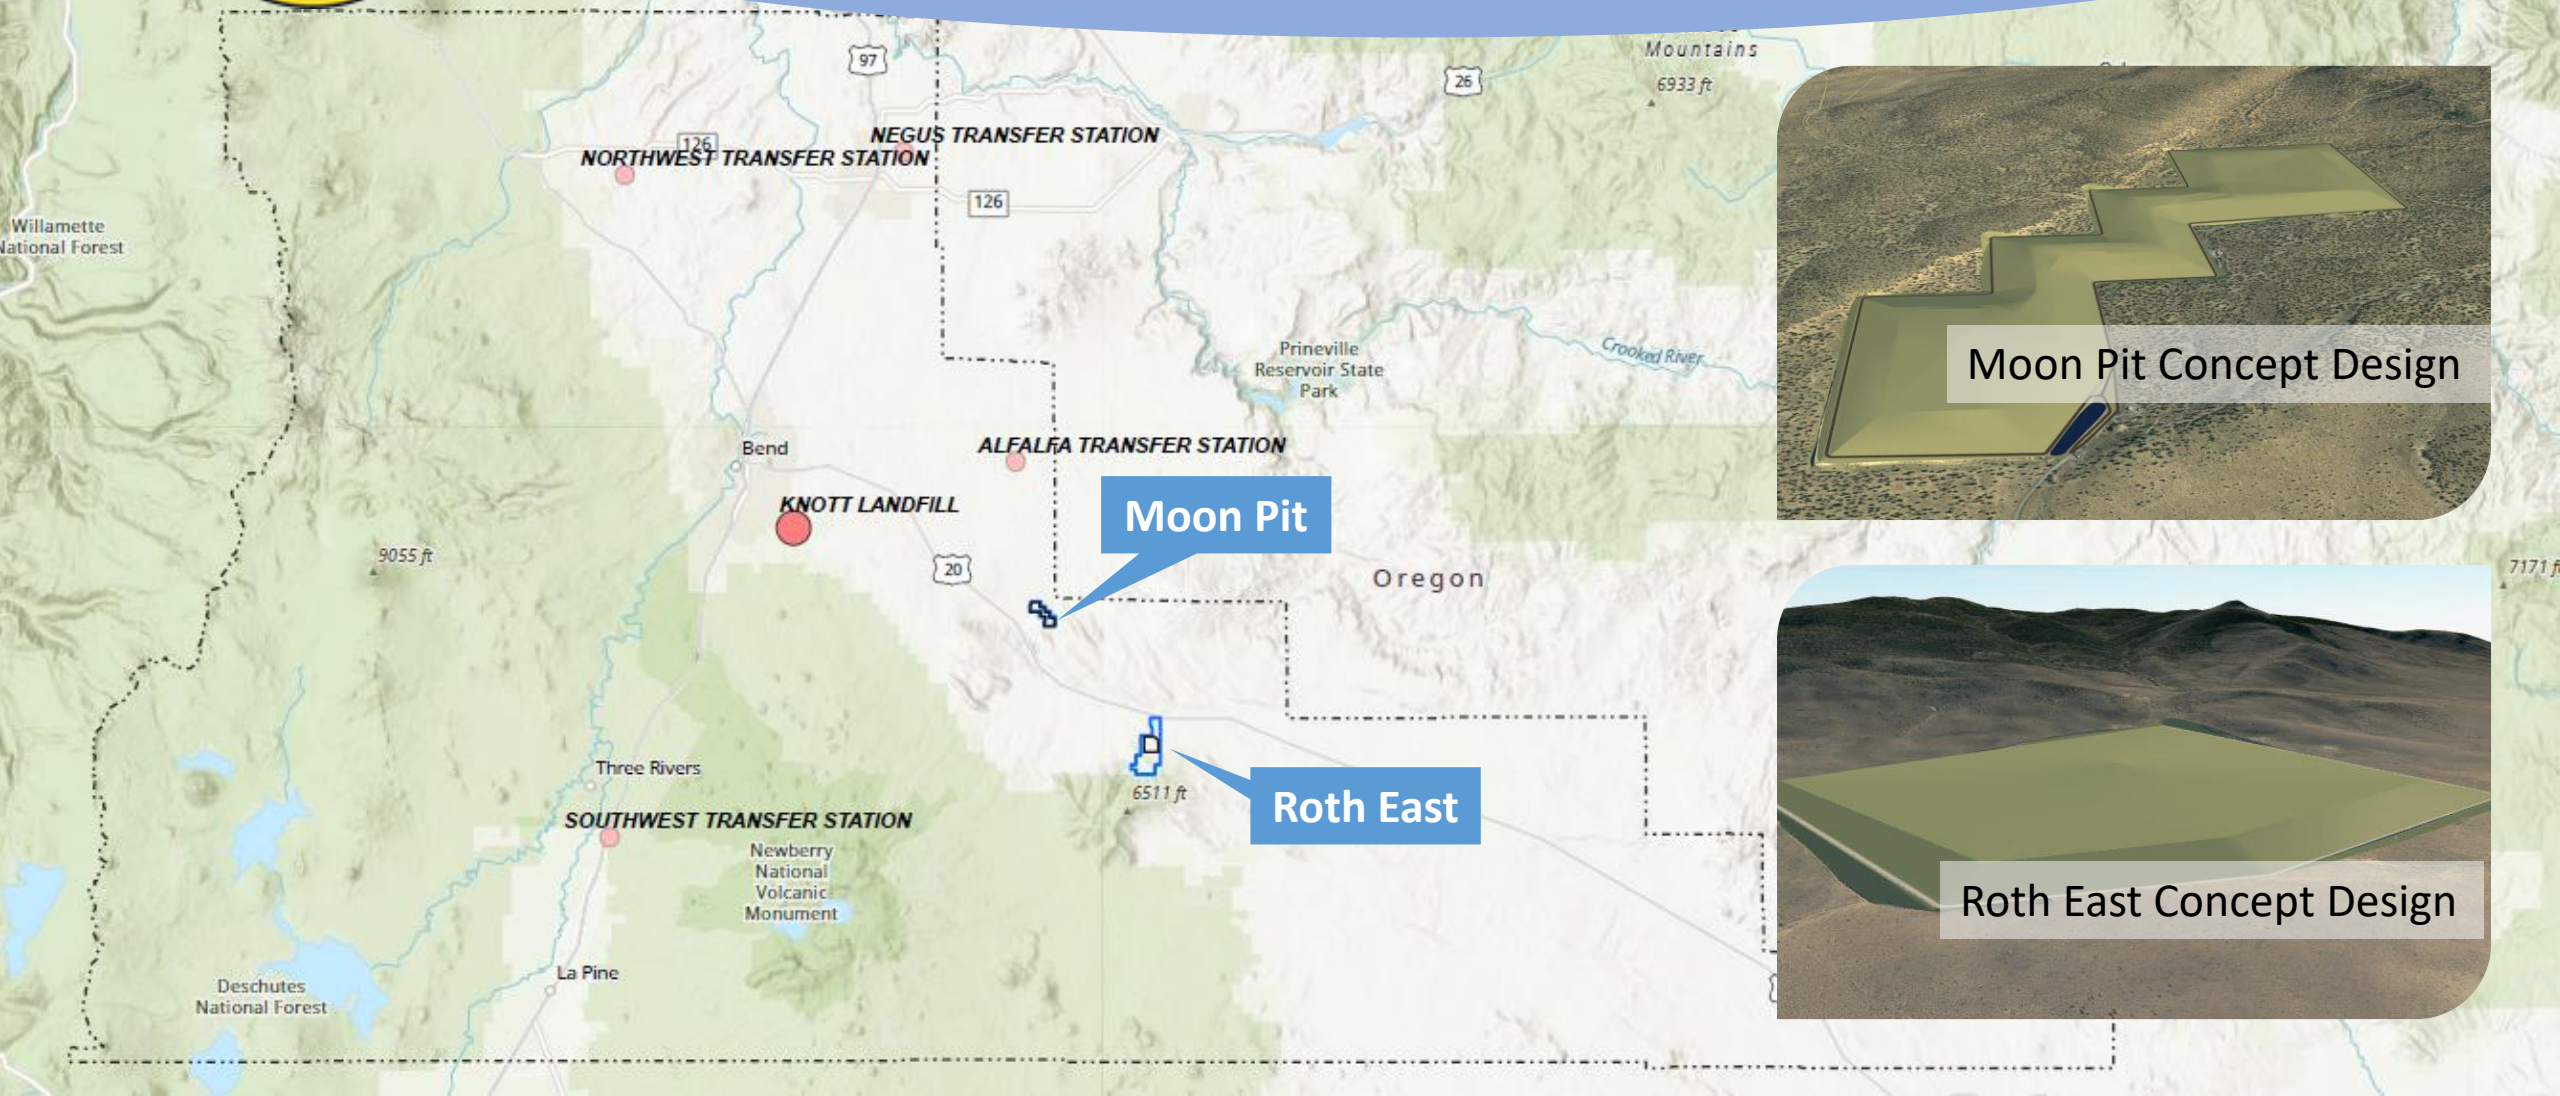 97
26
Mountains
6933 ft
126
NEGUS TRANSFER STATION
NORTHWEST TRANSFER STATION
126
Willamette
National Forest
Prineville
Reservoir State
Park
Crooked River
Moon Pit Concept Design
Bend
ALFALFA TRANSFER STATION
KNOTT LANDFILL
Moon Pit
9055 ft
20
Oregon
7171 ft
Three Rivers
6511 ft
Roth East
SOUTHWEST TRANSFER STATION
Newberry
National
Volcanic
Monument
Roth East Concept Design
La Pine
Deschutes
National Forest